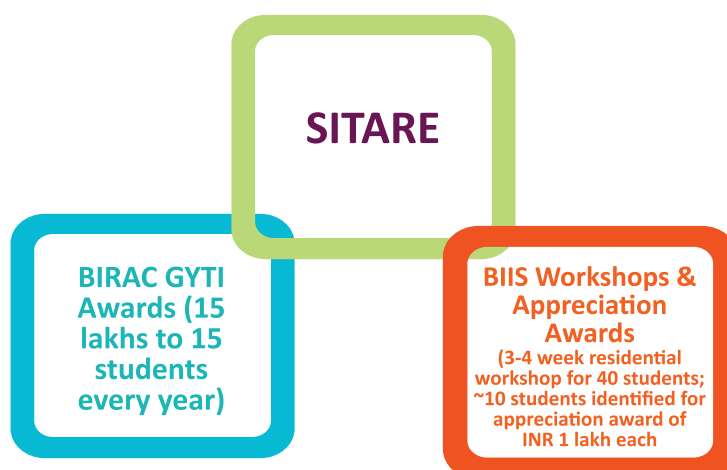 SITARE
BIRAC GYTI
Awards (15
lakhs to 15
students
every year)
BIIS Workshops &
Appreciation
Awards
(3-4 week residential
workshop for 40 students;
~10 students identified for
appreciation award of
INR 1 lakh each